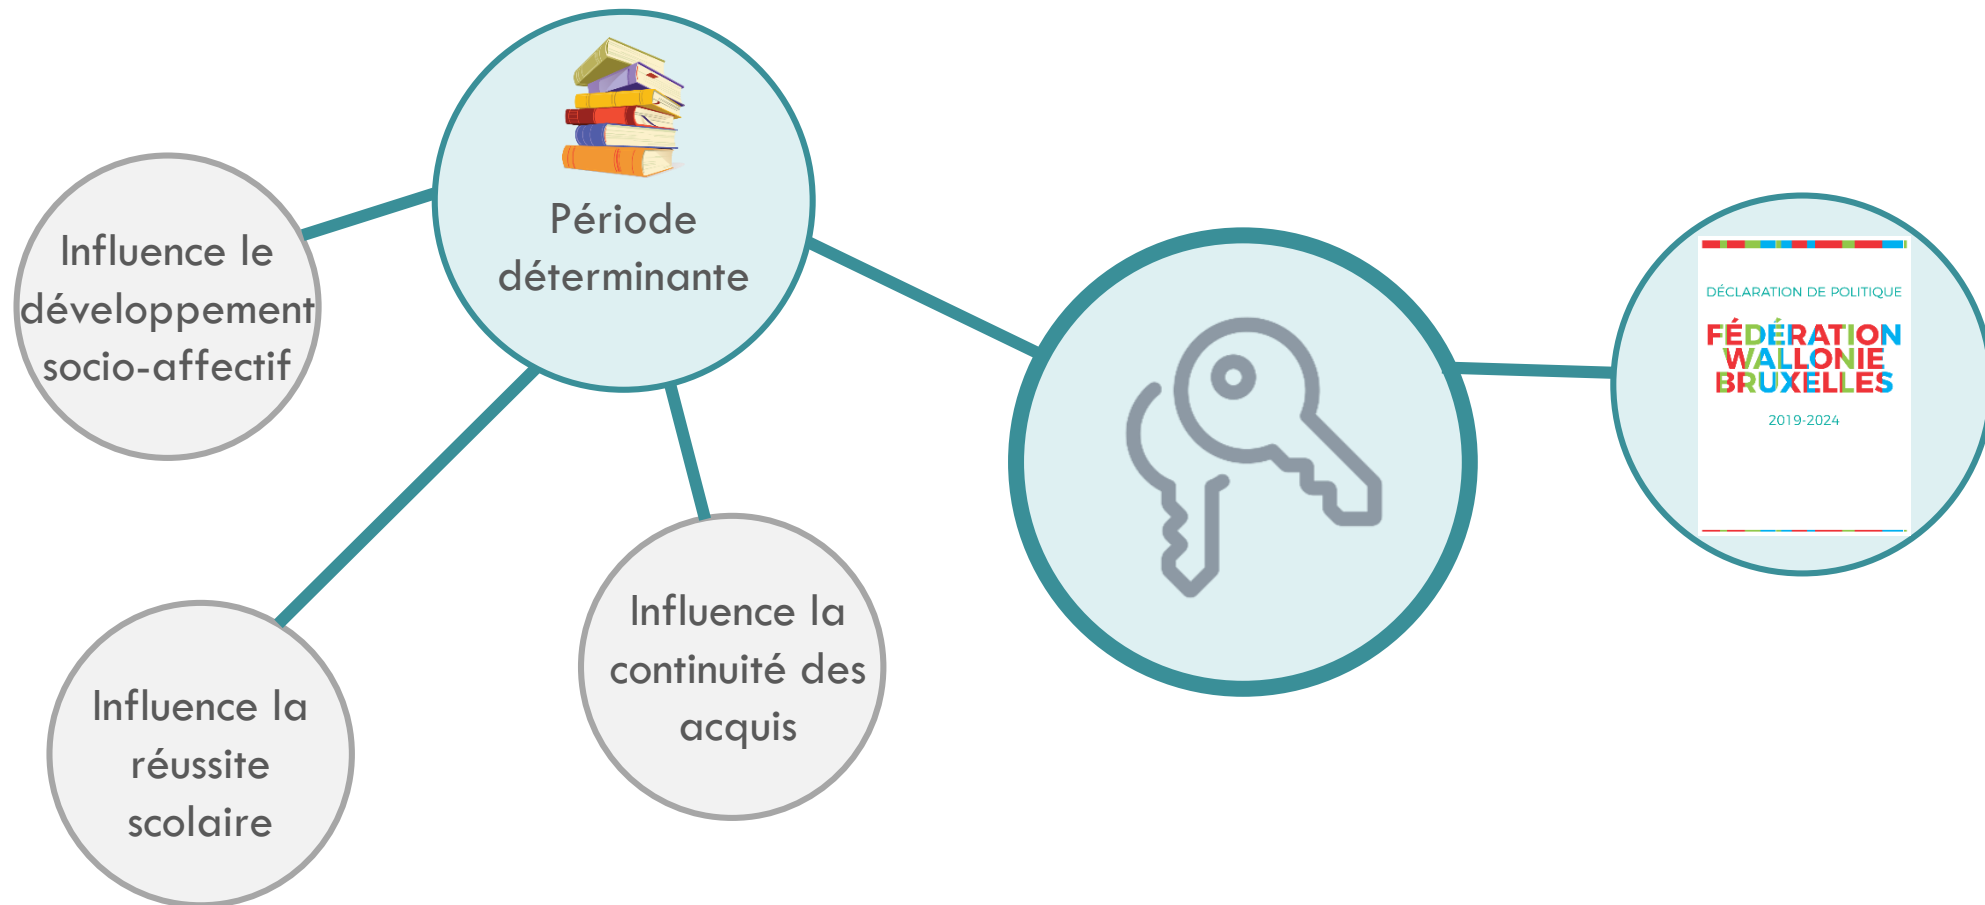 Période
déterminante
Influence le
développement
socio-affectif
Influence la
réussite
scolaire
Influence la
continuité des
acquis
DÉCLARATION DE POLITIQUE
FÉDÉRATION
WALLONIE
BRUXELLES
2019-2024